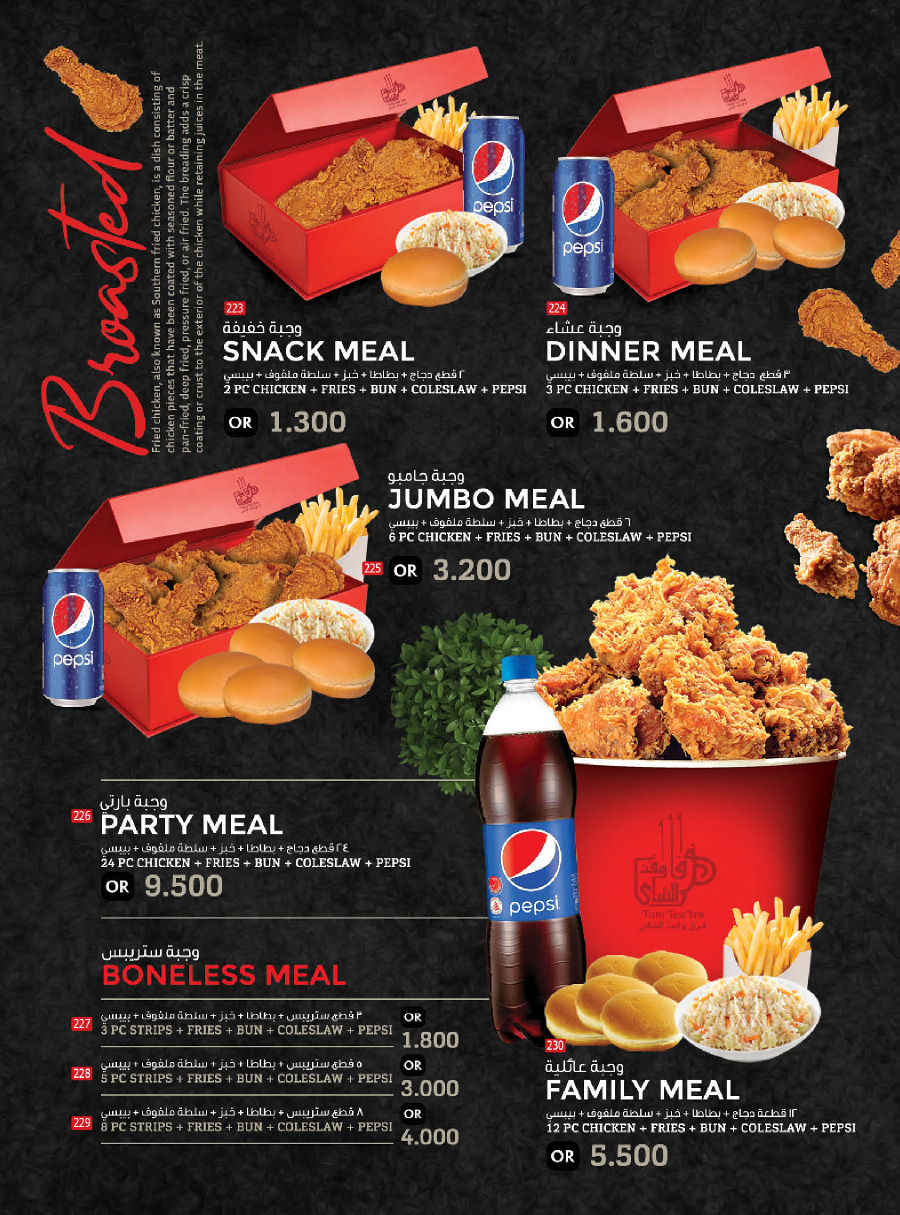 Broasted
Fried chicken, also known as Southern fried chicken, is a dish consisting of
chicken pieces that have been coated with seasoned flour or batter and
pan-fried, deep fried, pressure fried, or air fried. The breading adds a crisp
coating or crust to the exterior of the chicken while retaining juices in the meat.
pepsi
223
وجبة خفيفة
SNACK MEAL
٢ قطع دجاج + بطاطا + خبز + سلطة ملفوف + بيبسي
2 PC CHICKEN + FRIES + BUN + COLESLAW + PEPSI
OR 1.300
pepsi
224
وجبة عشاء
DINNER MEAL
٣ قطع دجاج + بطاطا + خبز + سلطة ملفوف + بيبسي
3 PC CHICKEN + FRIES + BUN + COLESLAW + PEPSI
OR 1.600
وجبة جامبو
JUMBO MEAL
٦ قطع دجاج + بطاطا + خبز + سلطة ملفوف + بيبسي
6 PC CHICKEN + FRIES + BUN + COLESLAW + PEPSI
225 OR 3.200
pepsi
226
وجبة بارتي
PARTY MEAL
٢٤ قطع دجاج + بطاطا + خبز + سلطة ملفوف + بيبسي
24 PC CHICKEN + FRIES + BUN + COLESLAW + PEPSI
OR 9.500
pepsi
وجبة ستريبس
BONELESS MEAL
227
٣ قطع ستريبس + بطاطا + خبز + سلطة ملفوف + بيبسي
3 PC STRIPS + FRIES + BUN + COLESLAW + PEPSI
OR 1.800
228
٥ قطع ستريبس + بطاطا + خبز + سلطة ملفوف + بيبسي
5 PC STRIPS + FRIES + BUN + COLESLAW + PEPSI
OR 3.000
229
٨ قطع ستريبس + بطاطا + خبز + سلطة ملفوف + بيبسي
8 PC STRIPS + FRIES + BUN + COLESLAW + PEPSI
OR 4.000
230
وجبة عائلية
FAMILY MEAL
١٢ قطعة دجاج + بطاطا + خبز + سلطة ملفوف + بيبسي
12 PC CHICKEN + FRIES + BUN + COLESLAW + PEPSI
OR 5.500